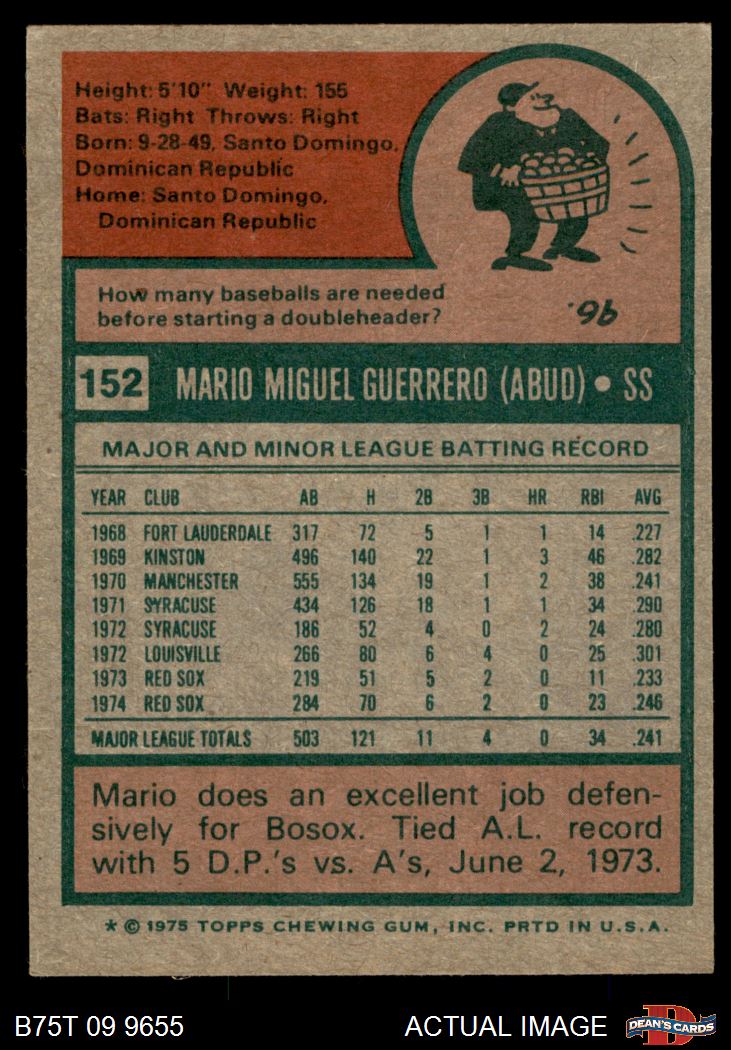 Height: 5'10" Weight: 155
Bats: Right Throws: Right
Born: 9-28-49, Santo Domingo,
Dominican Republic
Home: Santo Domingo,
Dominican Republic
How many baseballs are needed
before starting a doubleheader?
96.
152 MARIO MIGUEL GUERRERO (ABUD) • SS
MAJOR AND MINOR LEAGUE BATTING RECORD
YEAR CLUB AB H 2B 3B HR RBI AVG
1968 FORT LAUDERDALE 317 72 5 1 1 14 .227
1969 KINSTON 496 140 22 1 3 46 .282
1970 MANCHESTER 555 134 19 1 2 38 .241
1971 SYRACUSE 434 126 18 1 1 34 .290
1972 SYRACUSE 186 52 4 0 2 24 .280
1972 LOUISVILLE 266 80 6 4 0 25 .301
1973 RED SOX 219 51 5 2 0 11 .233
1974 RED SOX 284 70 6 2 0 23 .246
MAJOR LEAGUE TOTALS 503 121 11 4 0 34 .241
Mario does an excellent job defen-
sively for Bosox. Tied A.L. record
with 5 D.P.'s vs. A's, June 2, 1973.
* © 1975 TOPPS CHEWING GUM, INC. PRTD IN U.S.A.
B75T 09 9655 ACTUAL IMAGE D DEAN'S CARDS